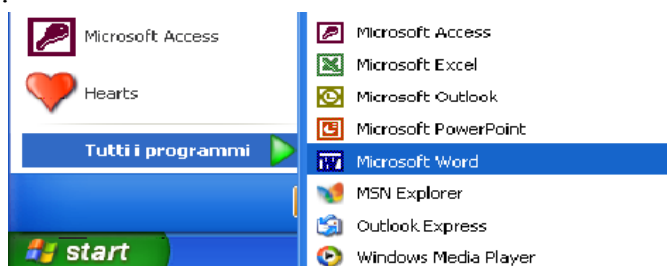 Microsoft Access
Hearts
Tutti i programmi
start
Microsoft Access
Microsoft Excel
Microsoft Outlook
Microsoft PowerPoint
Microsoft Word
MSN Explorer
Outlook Express
Windows Media Player